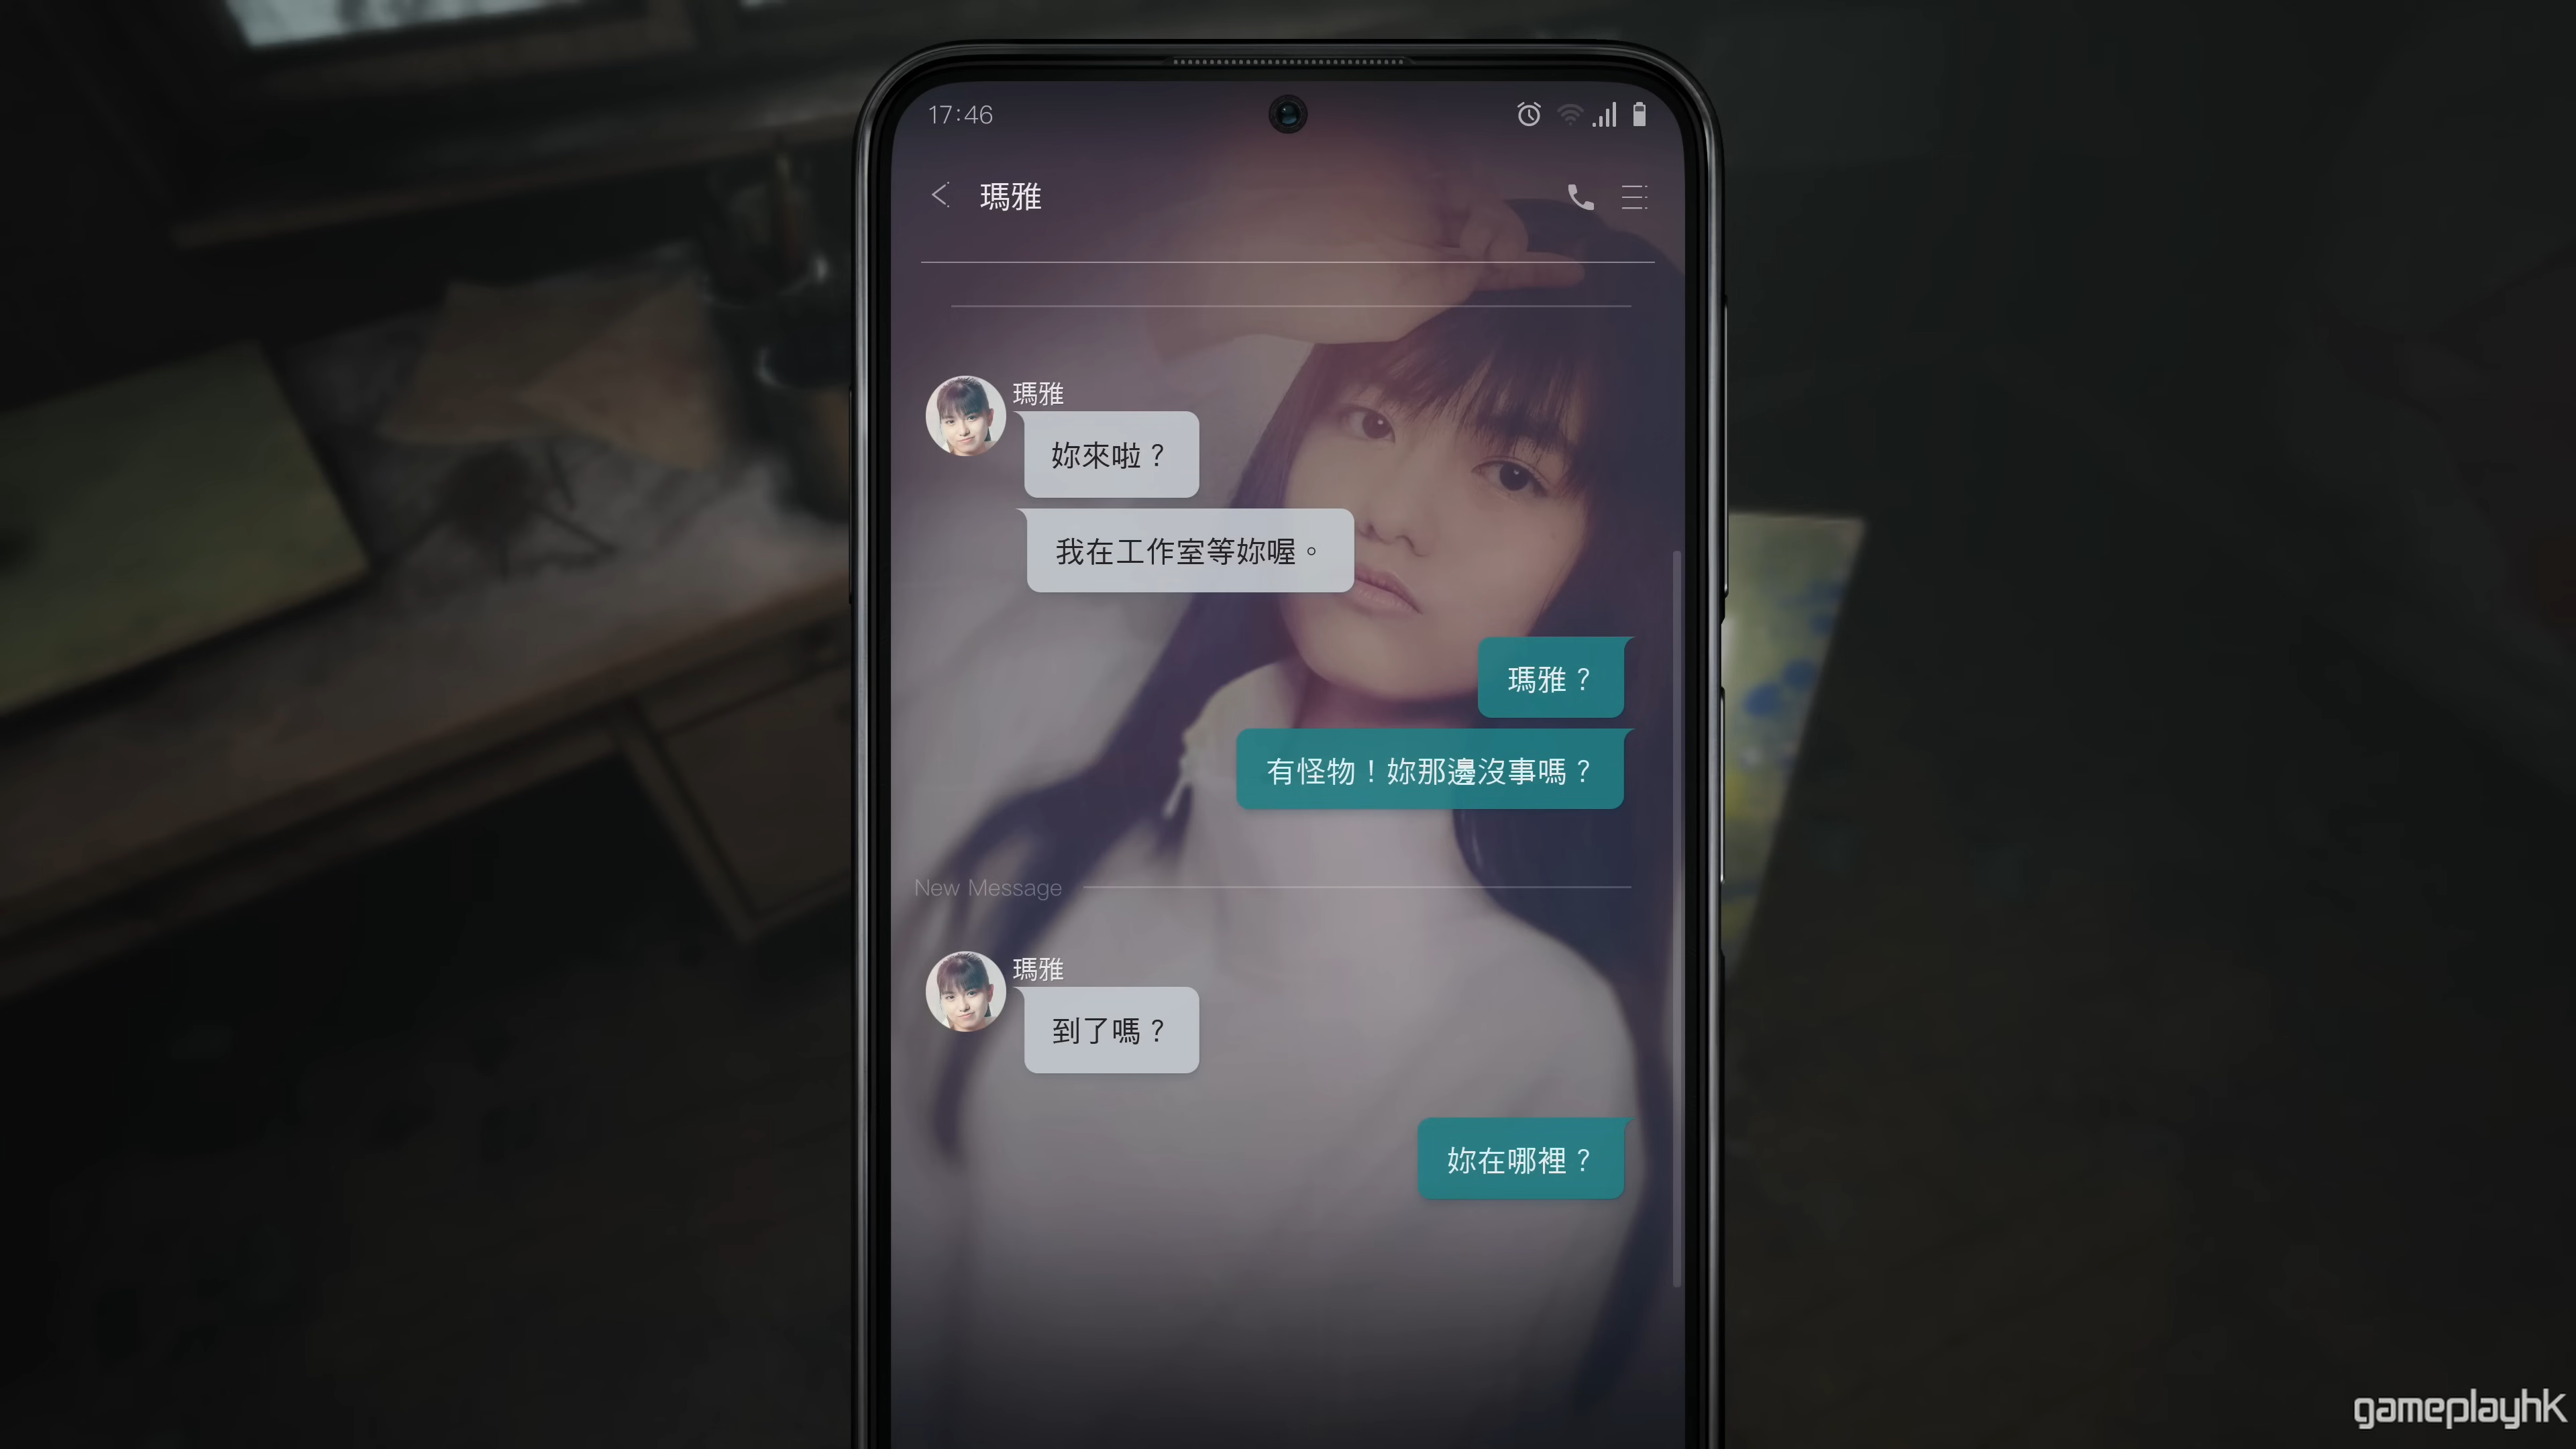 17:46
瑪雅
瑪雅
妳來啦？
我在工作室等妳喔。
瑪雅？
有怪物！妳那邊沒事嗎？
New Message
瑪雅
到了嗎？
妳在哪裡？
gameplayhk